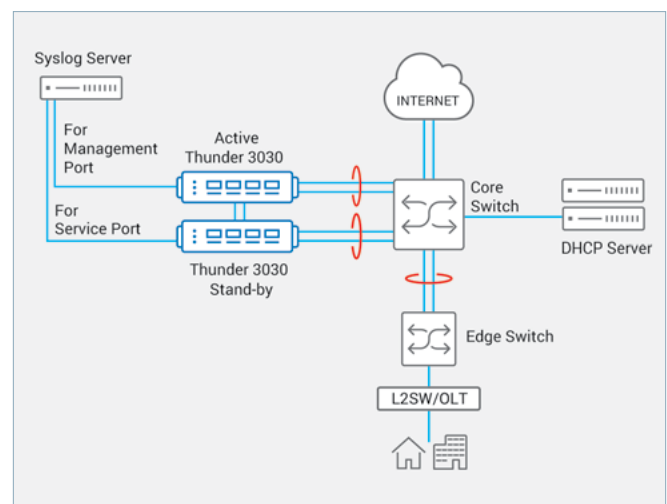 Syslog Server
INTERNET
For
Management
Port
Active
Thunder 3030
Core
Switch
For
Service Port
DHCP Server
Thunder 3030
Stand-by
Edge Switch
L2SW/OLT